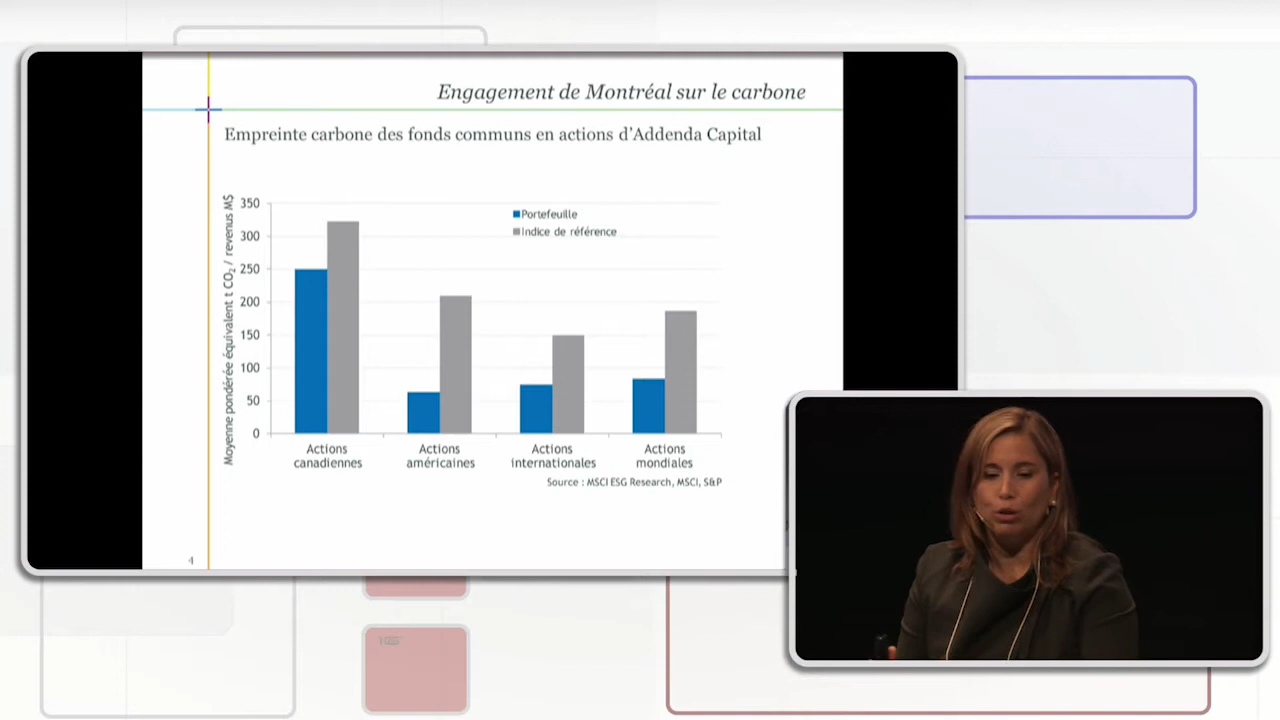 Engagement de Montréal sur le carbone
Empreinte carbone des fonds communs en actions d'Addenda Capital
Moyenne pondérée équivalent t CO₂ / revenus M$
350
300
250
200
150
100
50
0
Portefeuille
Indice de référence
Actions canadiennes
Actions américaines
Actions internationales
Actions mondiales
Source : MSCI ESG Research, MSCI, S&P
4